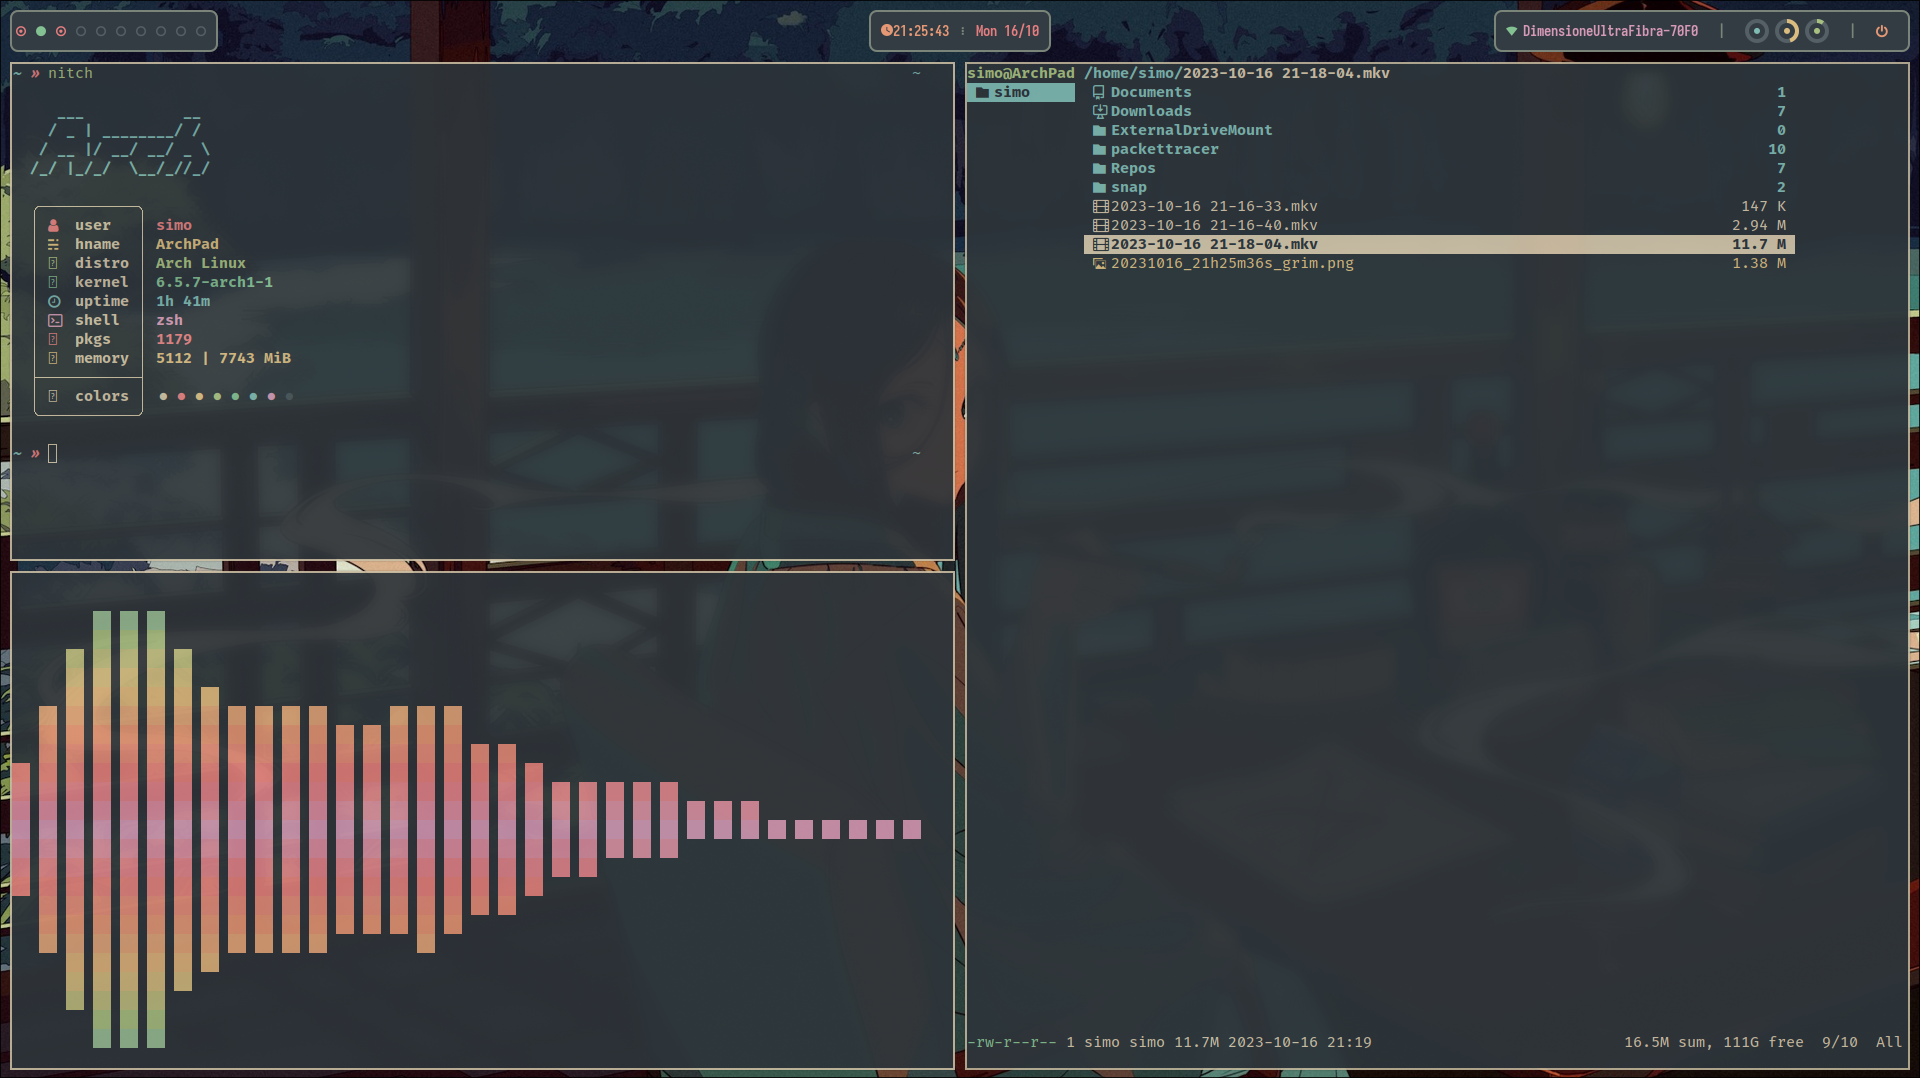 21:25:43 : Mon 16/10
DimensioneUltraFibra-70F0 | |
~ » nitch ~
user simo
hname ArchPad
distro Arch Linux
kernel 6.5.7-arch1-1
uptime 1h 41m
shell zsh
pkgs 1179
memory 5112 | 7743 MiB
colors
~ » ~
simo@ArchPad /home/simo/2023-10-16 21-18-04.mkv
simo
Documents 1
Downloads 7
ExternalDriveMount 0
packettracer 10
Repos 7
snap 2
2023-10-16 21-16-33.mkv 147 K
2023-10-16 21-16-40.mkv 2.94 M
2023-10-16 21-18-04.mkv 11.7 M
20231016_21h25m36s_grim.png 1.38 M
-rw-r--r-- 1 simo simo 11.7M 2023-10-16 21:19 16.5M sum, 111G free 9/10 All